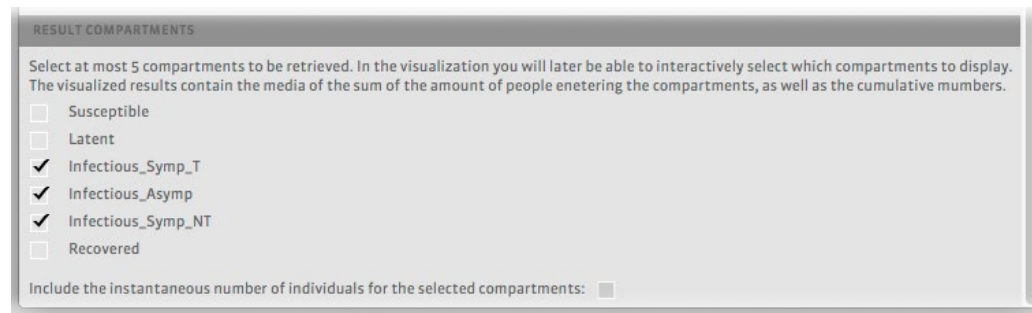 RESULT COMPARTMENTS
Select at most 5 compartments to be retrieved. In the visualization you will later be able to interactively select which compartments to display.
The visualized results contain the media of the sum of the amount of people enetering the compartments, as well as the cumulative mumbers.
Susceptible
Latent
Infectious_Symp_T
Infectious_Asymp
Infectious_Symp_NT
Recovered
Include the instantaneous number of individuals for the selected compartments: